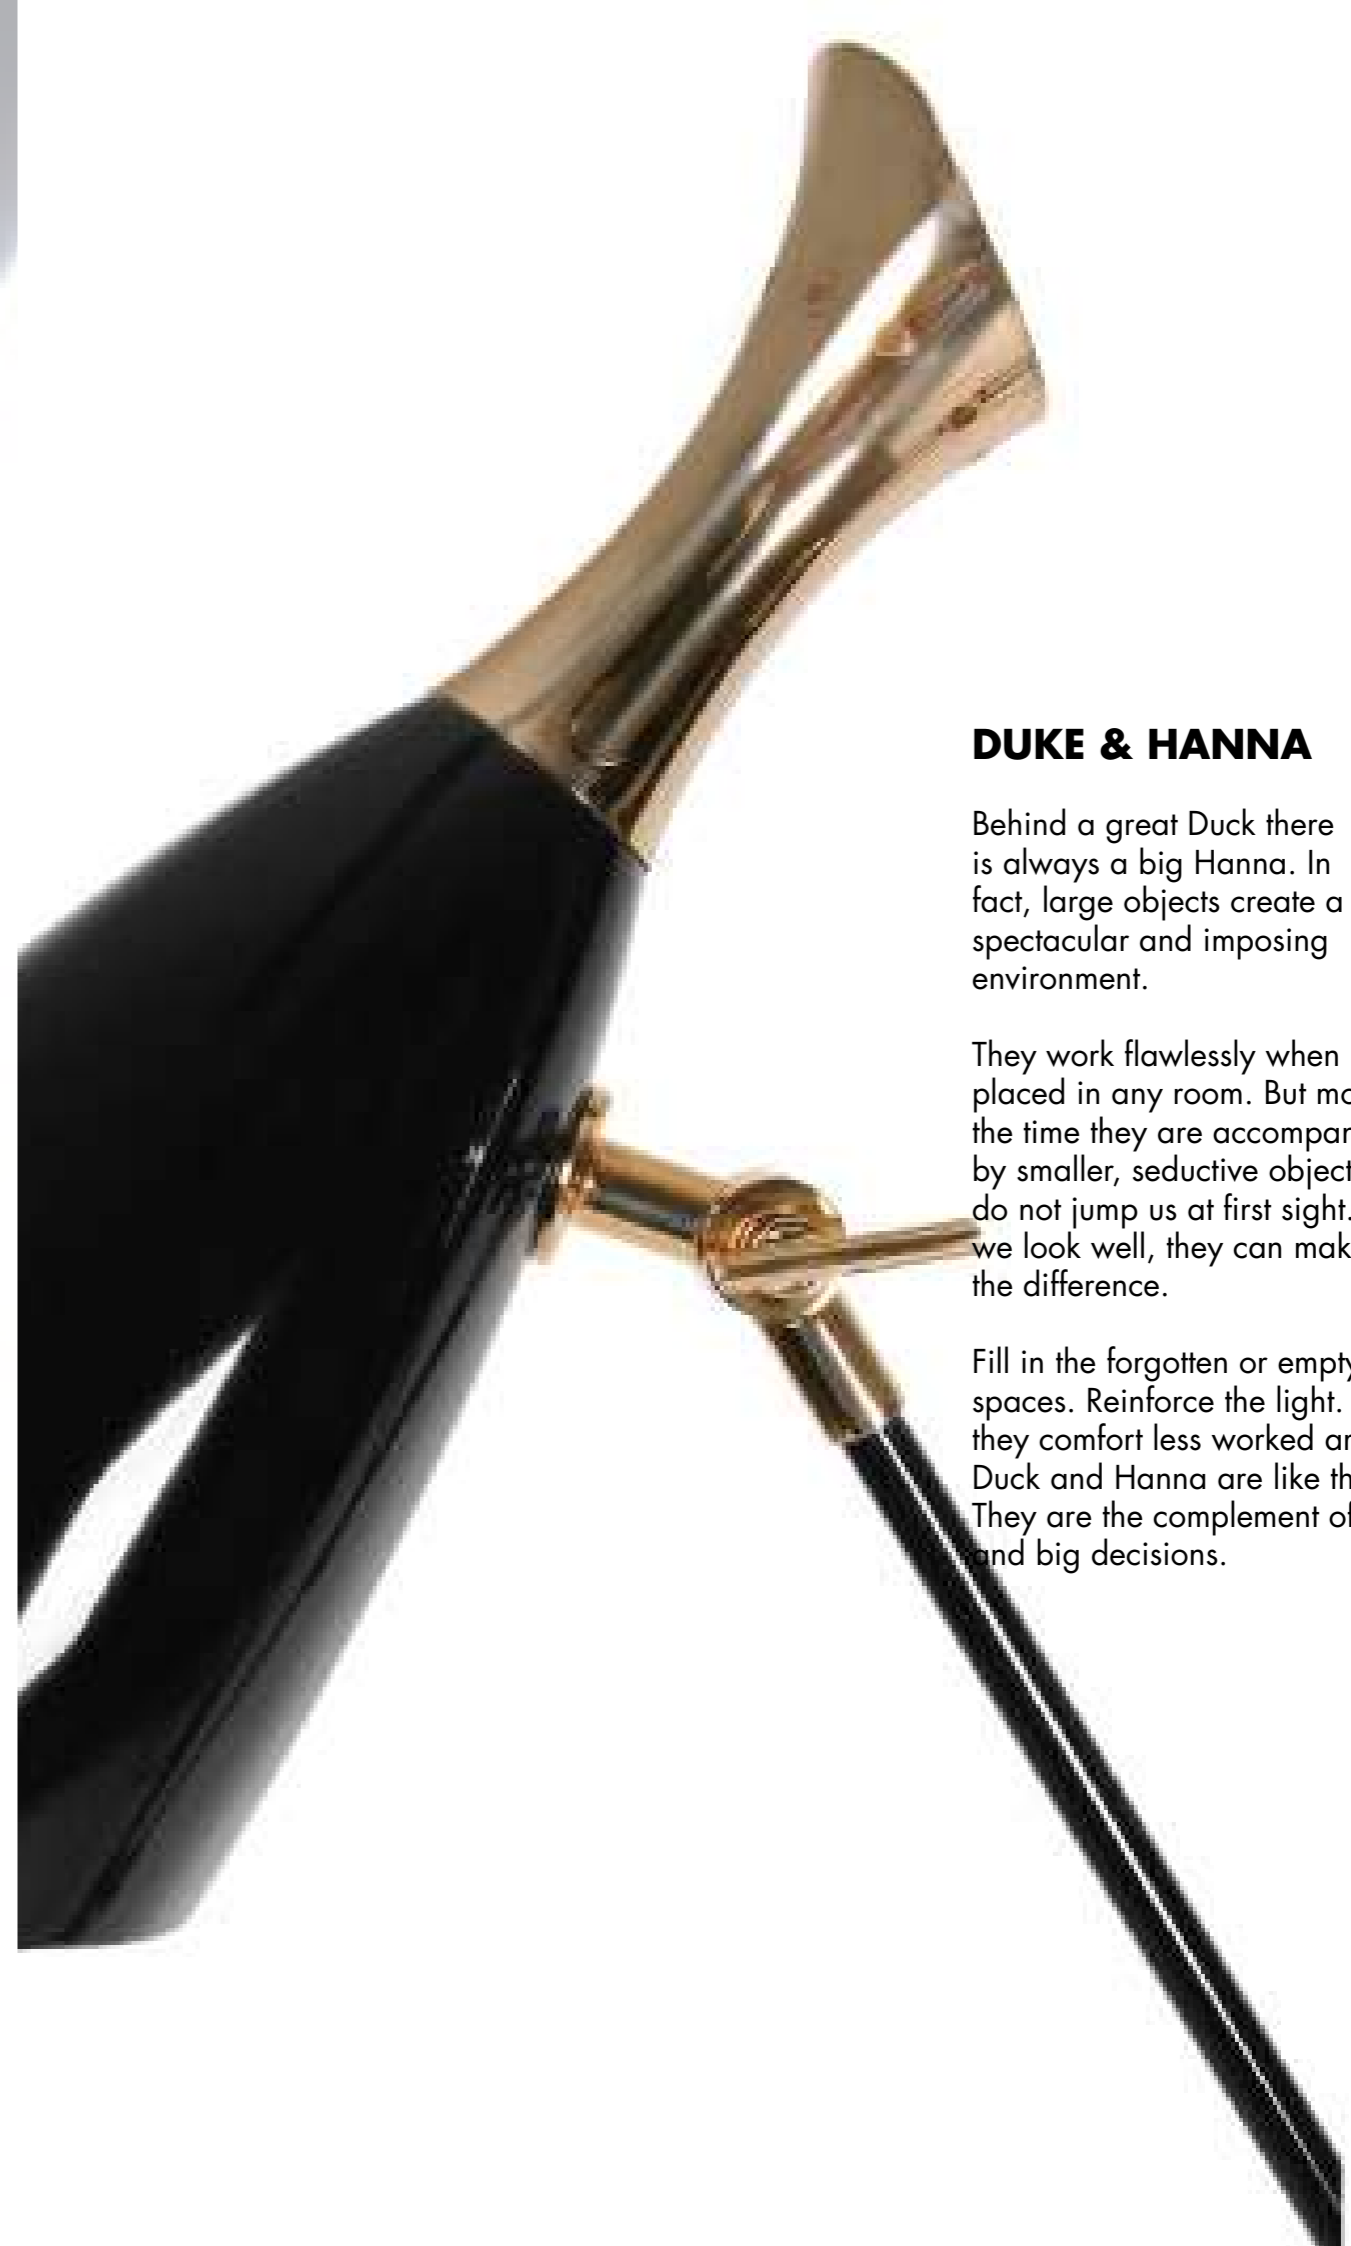 DUKE & HANNA
Behind a great Duck there
is always a big Hanna. In
fact, large objects create a
spectacular and imposing
environment.
They work flawlessly when
placed in any room. But
the time they are
by smaller, seductive
do not jump us at first sight.
we look well, they can
the difference.
Fill in the forgotten or empty
spaces. Reinforce the light.
they comfort less worked
Duck and Hanna are like
They are the complement of
and big decisions.